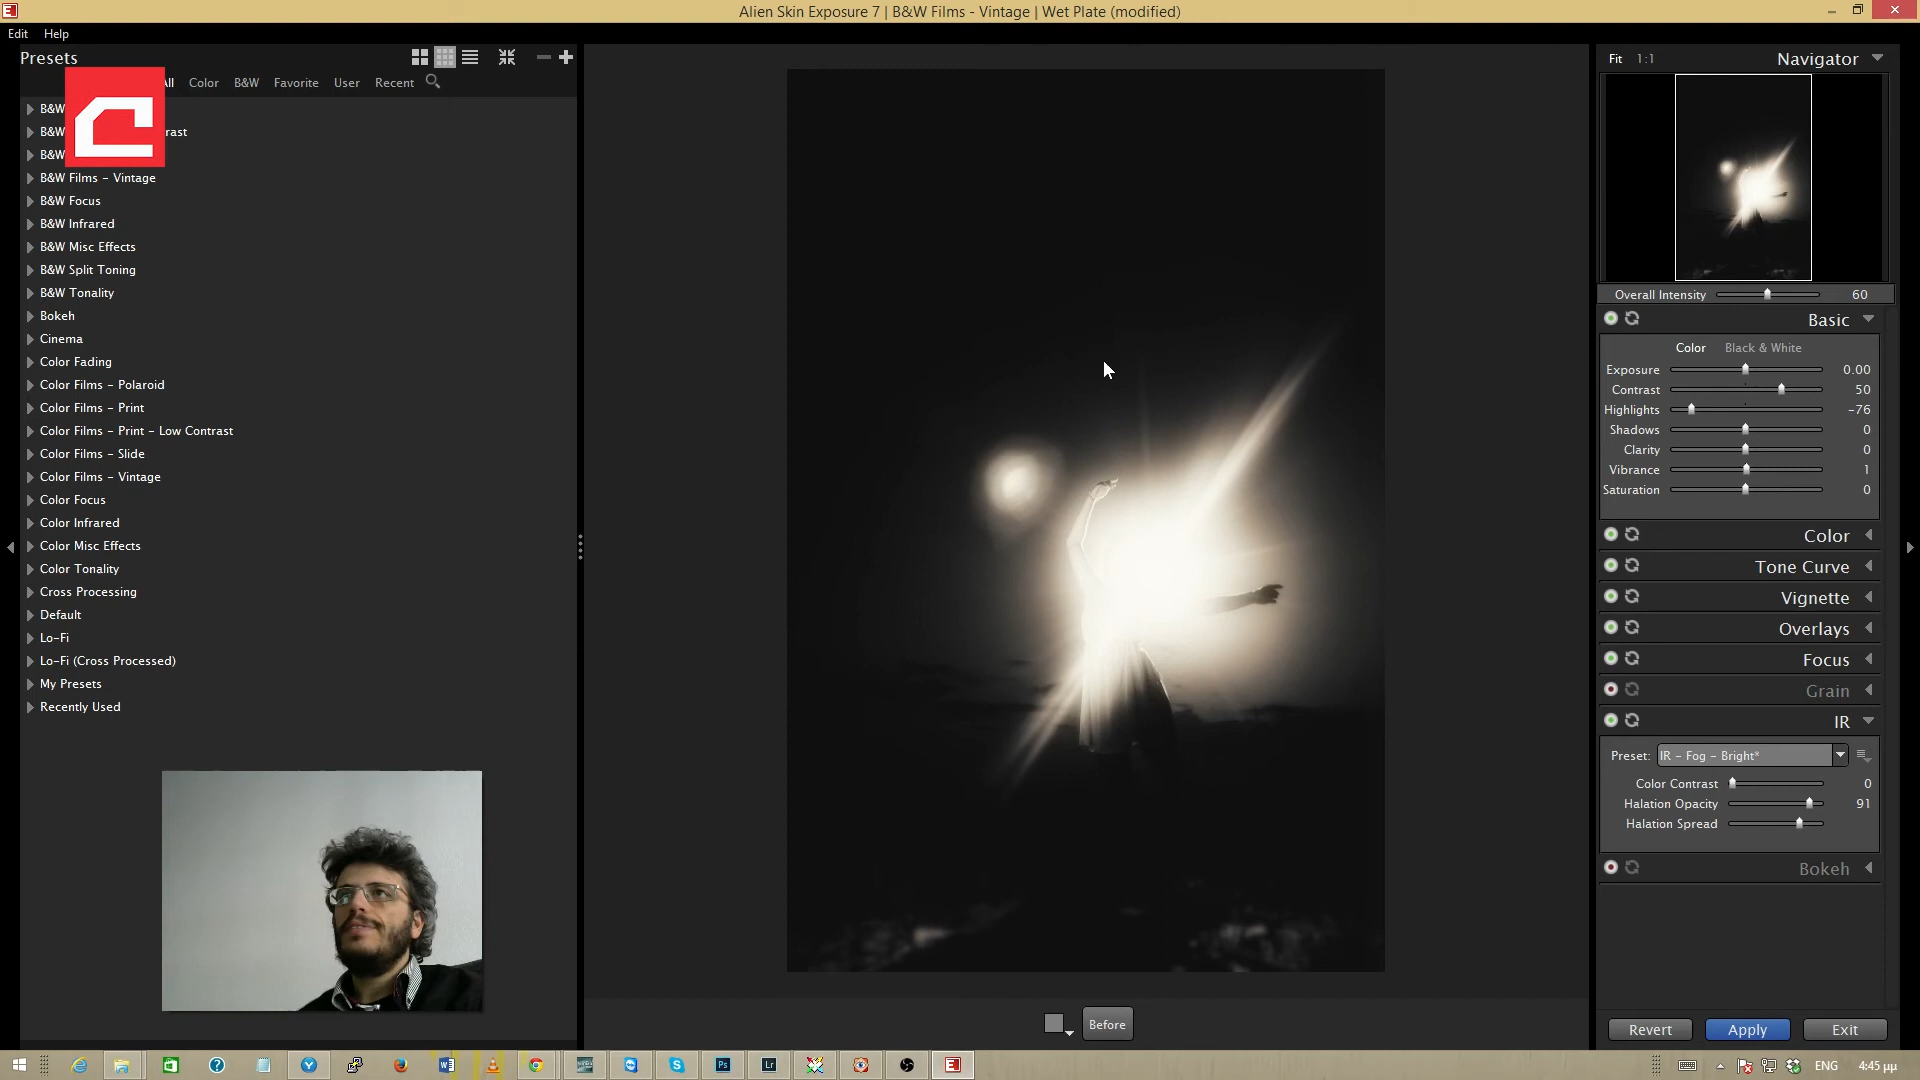 Alien Skin Exposure 7 | B&W Films - Vintage | Wet Plate (modified)
Edit Help
Presets
All Color B&W Favorite User Recent
B&W
B&W rast
B&W
B&W Films - Vintage
B&W Focus
B&W Infrared
B&W Misc Effects
B&W Split Toning
B&W Tonality
Bokeh
Cinema
Color Fading
Color Films - Polaroid
Color Films - Print
Color Films - Print - Low Contrast
Color Films - Slide
Color Films - Vintage
Color Focus
Color Infrared
Color Misc Effects
Color Tonality
Cross Processing
Default
Lo-Fi
Lo-Fi (Cross Processed)
My Presets
Recently Used
Before
Fit 1:1 Navigator
Overall Intensity 60
Basic
Color Black & White
Exposure 0.00
Contrast 50
Highlights -76
Shadows 0
Clarity 0
Vibrance 1
Saturation 0
Color
Tone Curve
Vignette
Overlays
Focus
Grain
IR
Preset: IR - Fog - Bright*
Color Contrast 0
Halation Opacity 91
Halation Spread
Bokeh
Revert Apply Exit
Ps Lr
ENG 4:45 μμ